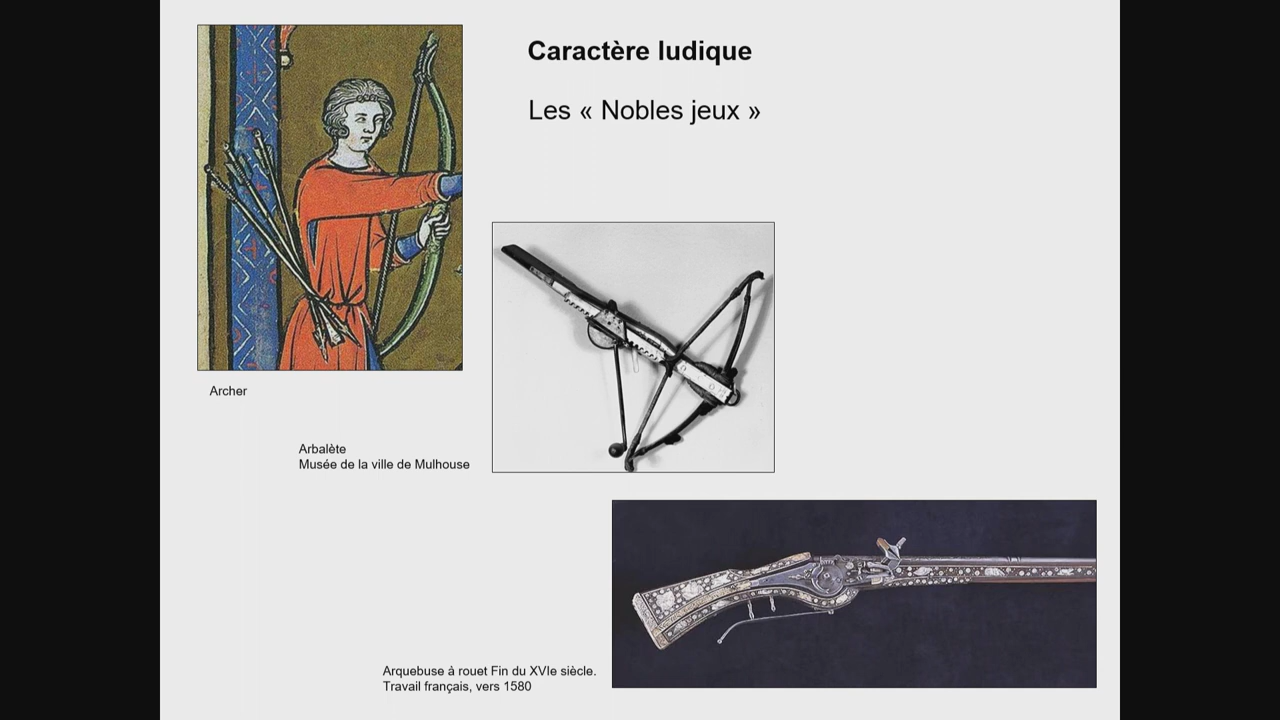 Caractère ludique
Les « Nobles jeux »
Archer
Arbalète
Musée de la ville de Mulhouse
Arquebuse à rouet Fin du XVIe siècle.
Travail français, vers 1580